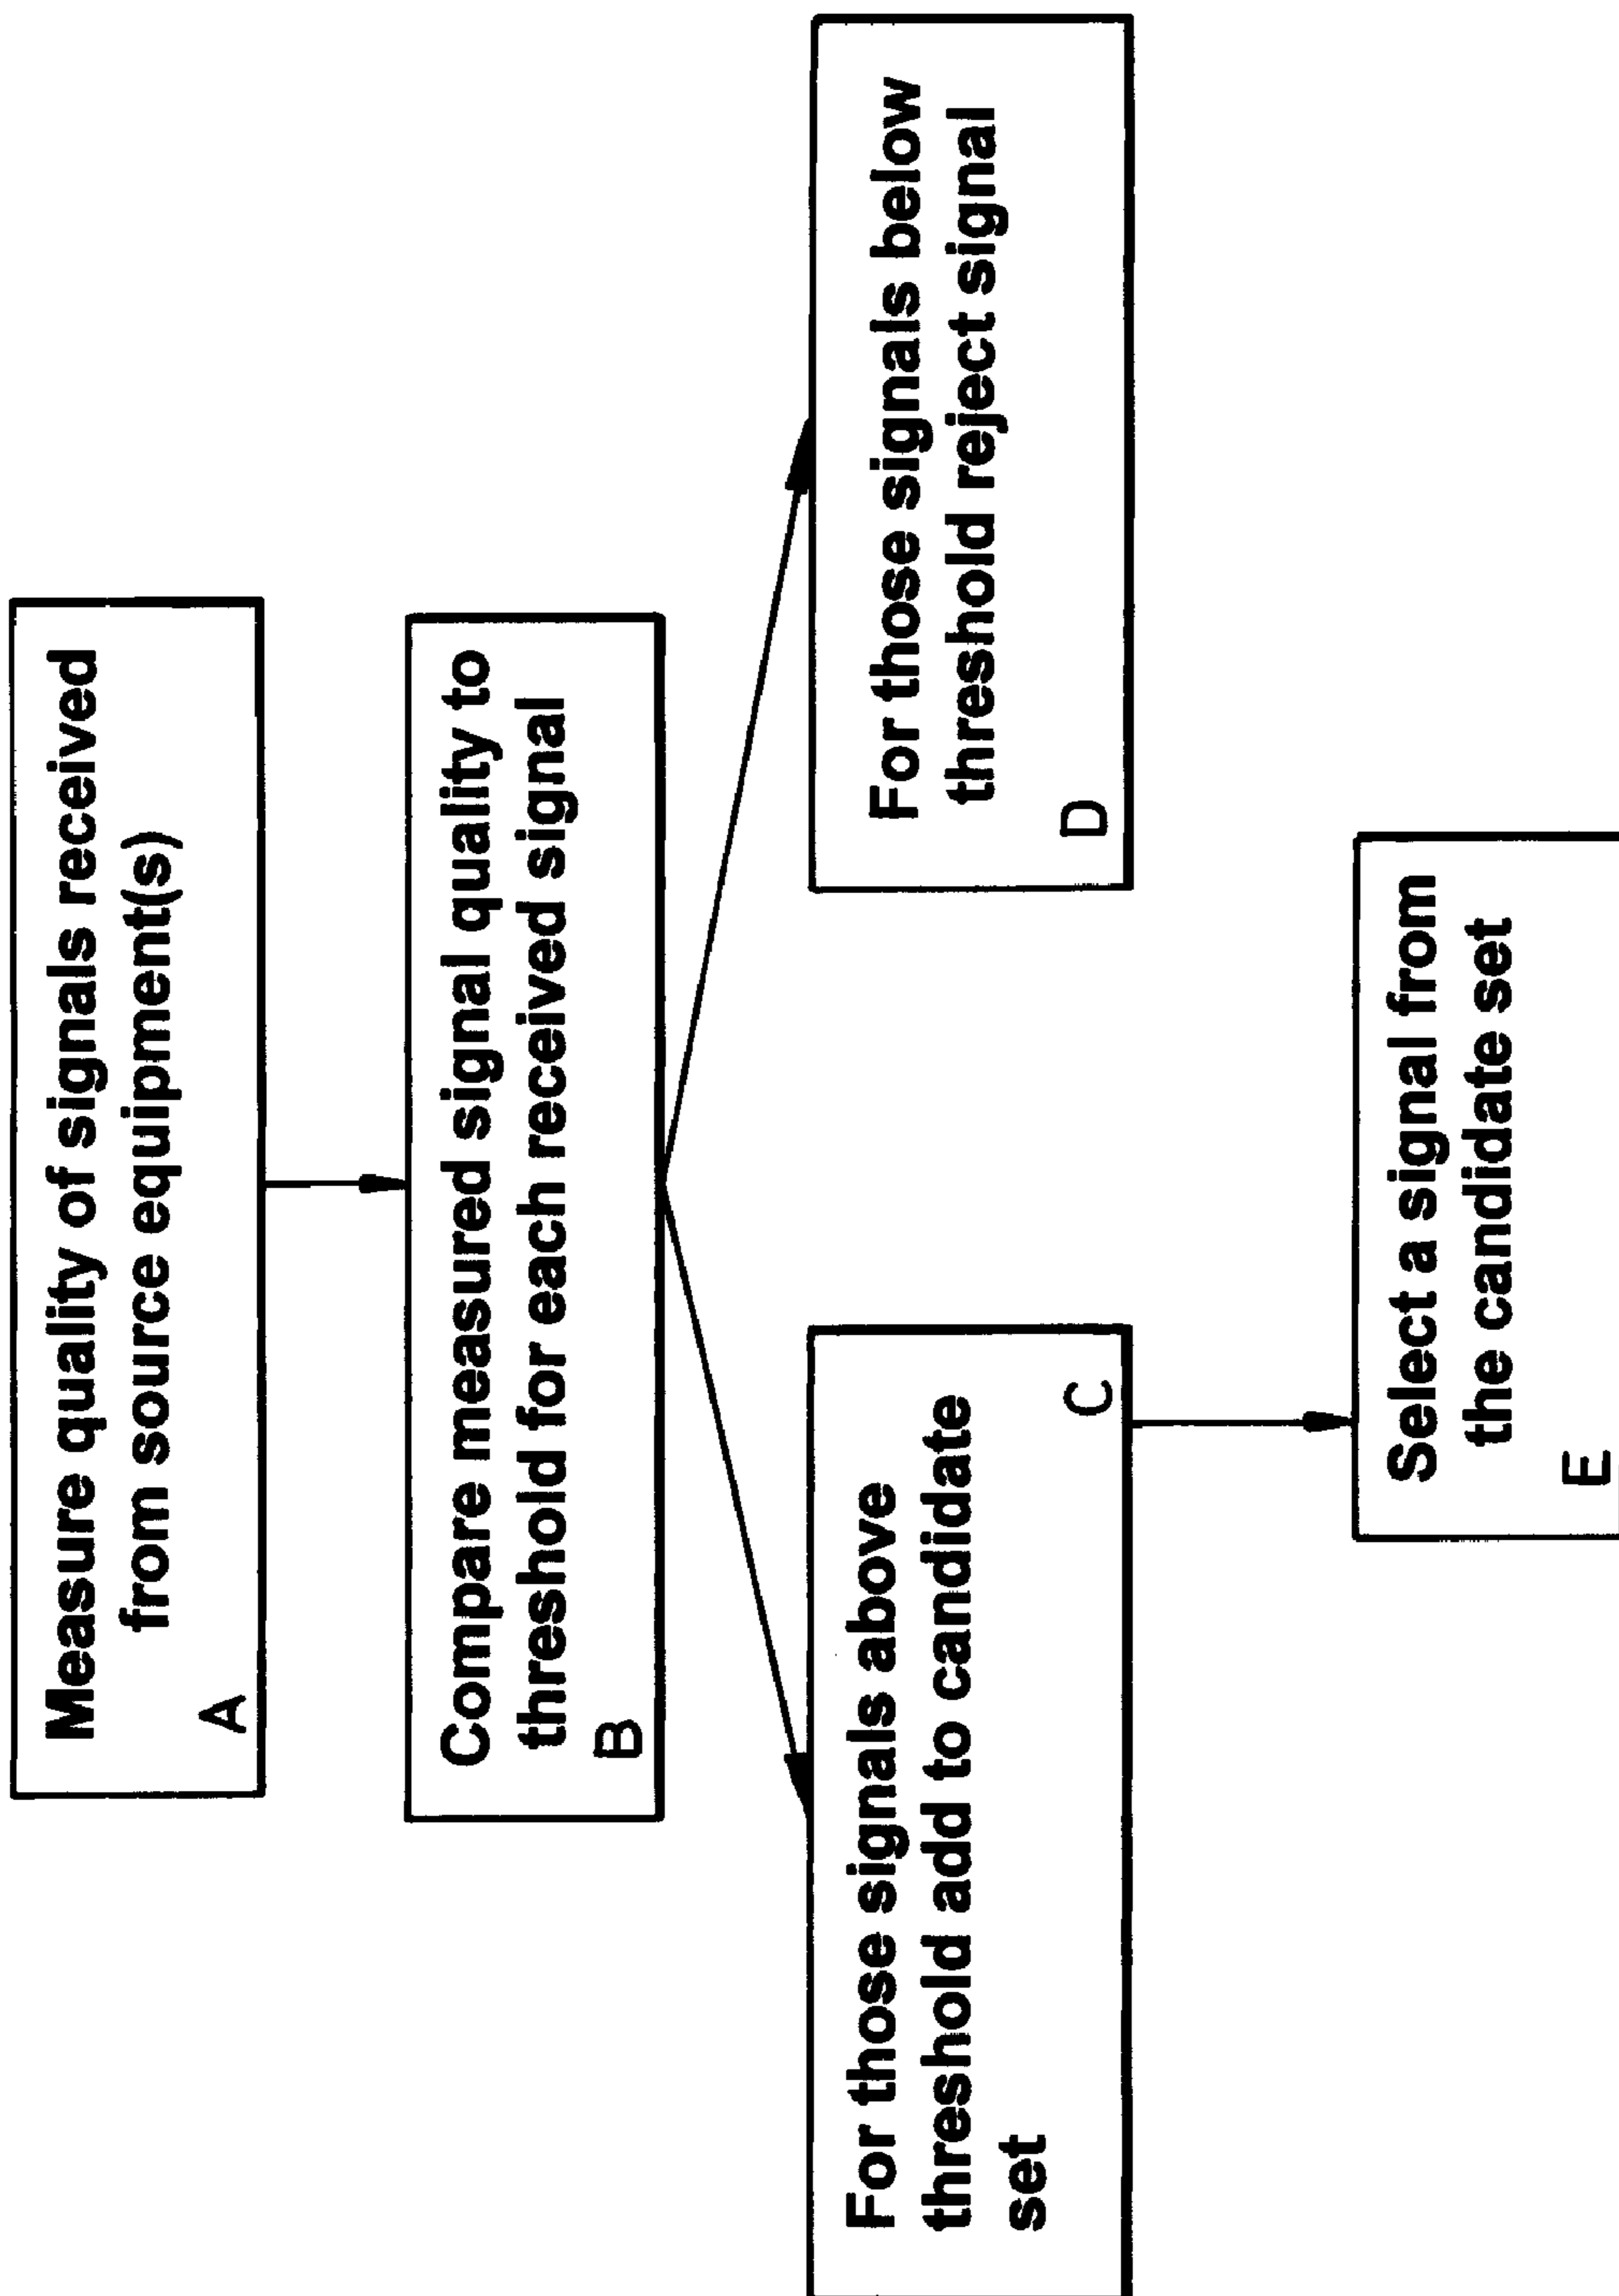 Measure quality of signals received
from source equipment(s)
A
Compare measured signal quality to
threshold for each received signal
B
For those signals above
threshold add to candidate
set
C
For those signals below
threshold reject signal
D
Select a signal from
the candidate set
E